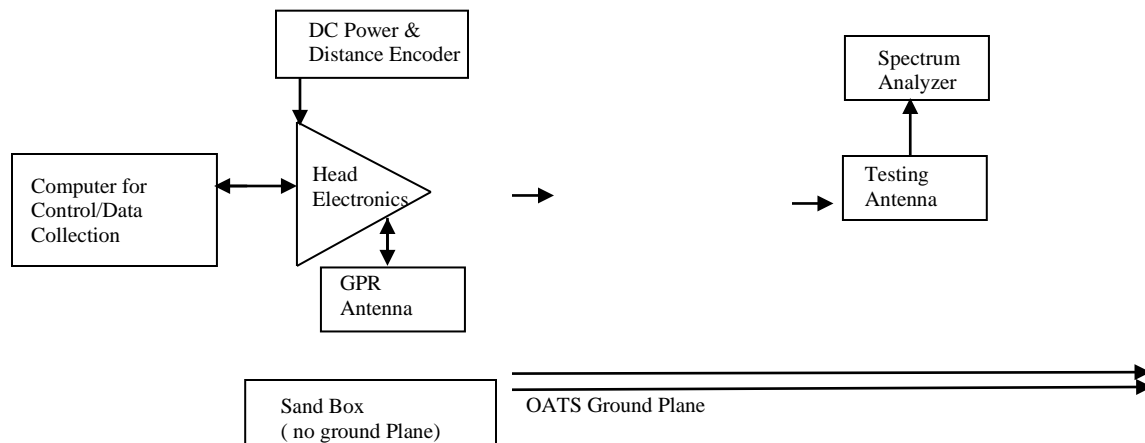 DC Power &
Distance Encoder
Spectrum
Analyzer
Computer for
Control/Data
Collection
Head
Electronics
Testing
Antenna
GPR
Antenna
Sand Box
( no ground Plane)
OATS Ground Plane